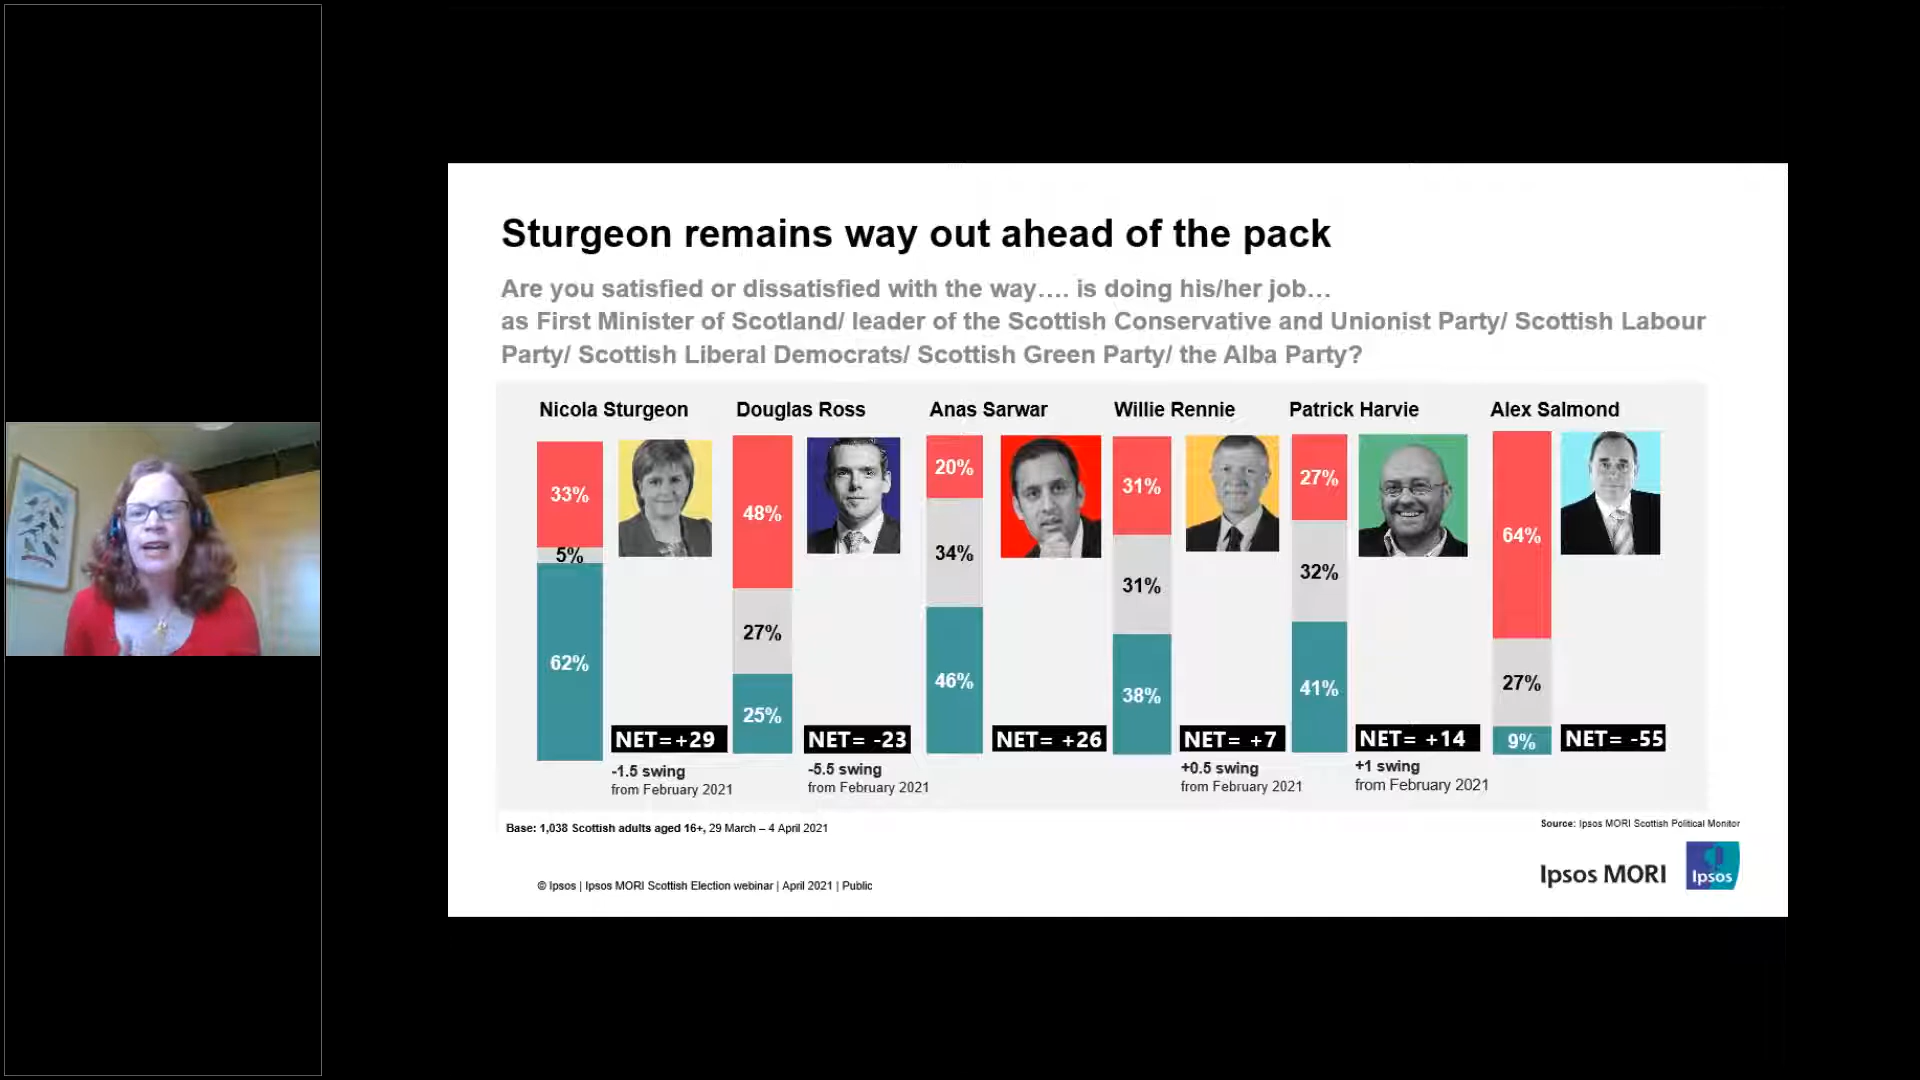 Sturgeon remains way out ahead of the pack
Are you satisfied or dissatisfied with the way…. is doing his/her job…
as First Minister of Scotland/ leader of the Scottish Conservative and Unionist Party/ Scottish Labour
Party/ Scottish Liberal Democrats/ Scottish Green Party/ the Alba Party?
Nicola Sturgeon
33%
5%
62%
NET=+29
-1.5 swing
from February 2021
Douglas Ross
48%
27%
25%
NET= -23
-5.5 swing
from February 2021
Anas Sarwar
20%
34%
46%
NET= +26
Willie Rennie
31%
31%
38%
NET= +7
+0.5 swing
from February 2021
Patrick Harvie
27%
32%
41%
NET= +14
+1 swing
from February 2021
Alex Salmond
64%
27%
9%
NET= -55
Base: 1,038 Scottish adults aged 16+, 29 March – 4 April 2021
Source: Ipsos MORI Scottish Political Monitor
© Ipsos | Ipsos MORI Scottish Election webinar | April 2021 | Public
Ipsos MORI
Ipsos